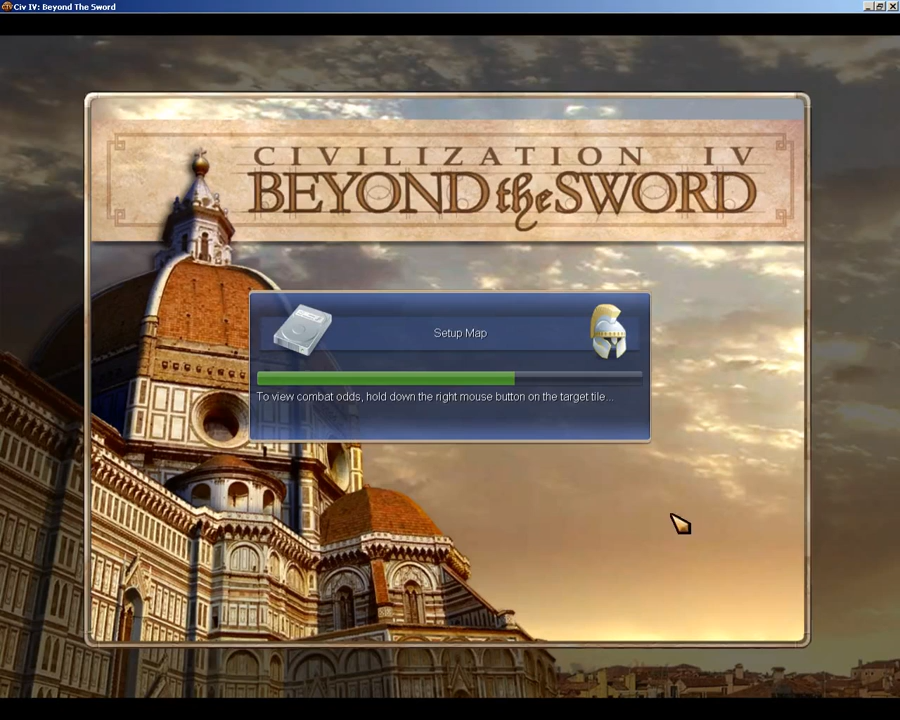 Civ IV: Beyond The Sword
CIVILIZATION IV
BEYOND the SWORD
Setup Map
To view combat odds, hold down the right mouse button on the target tile...